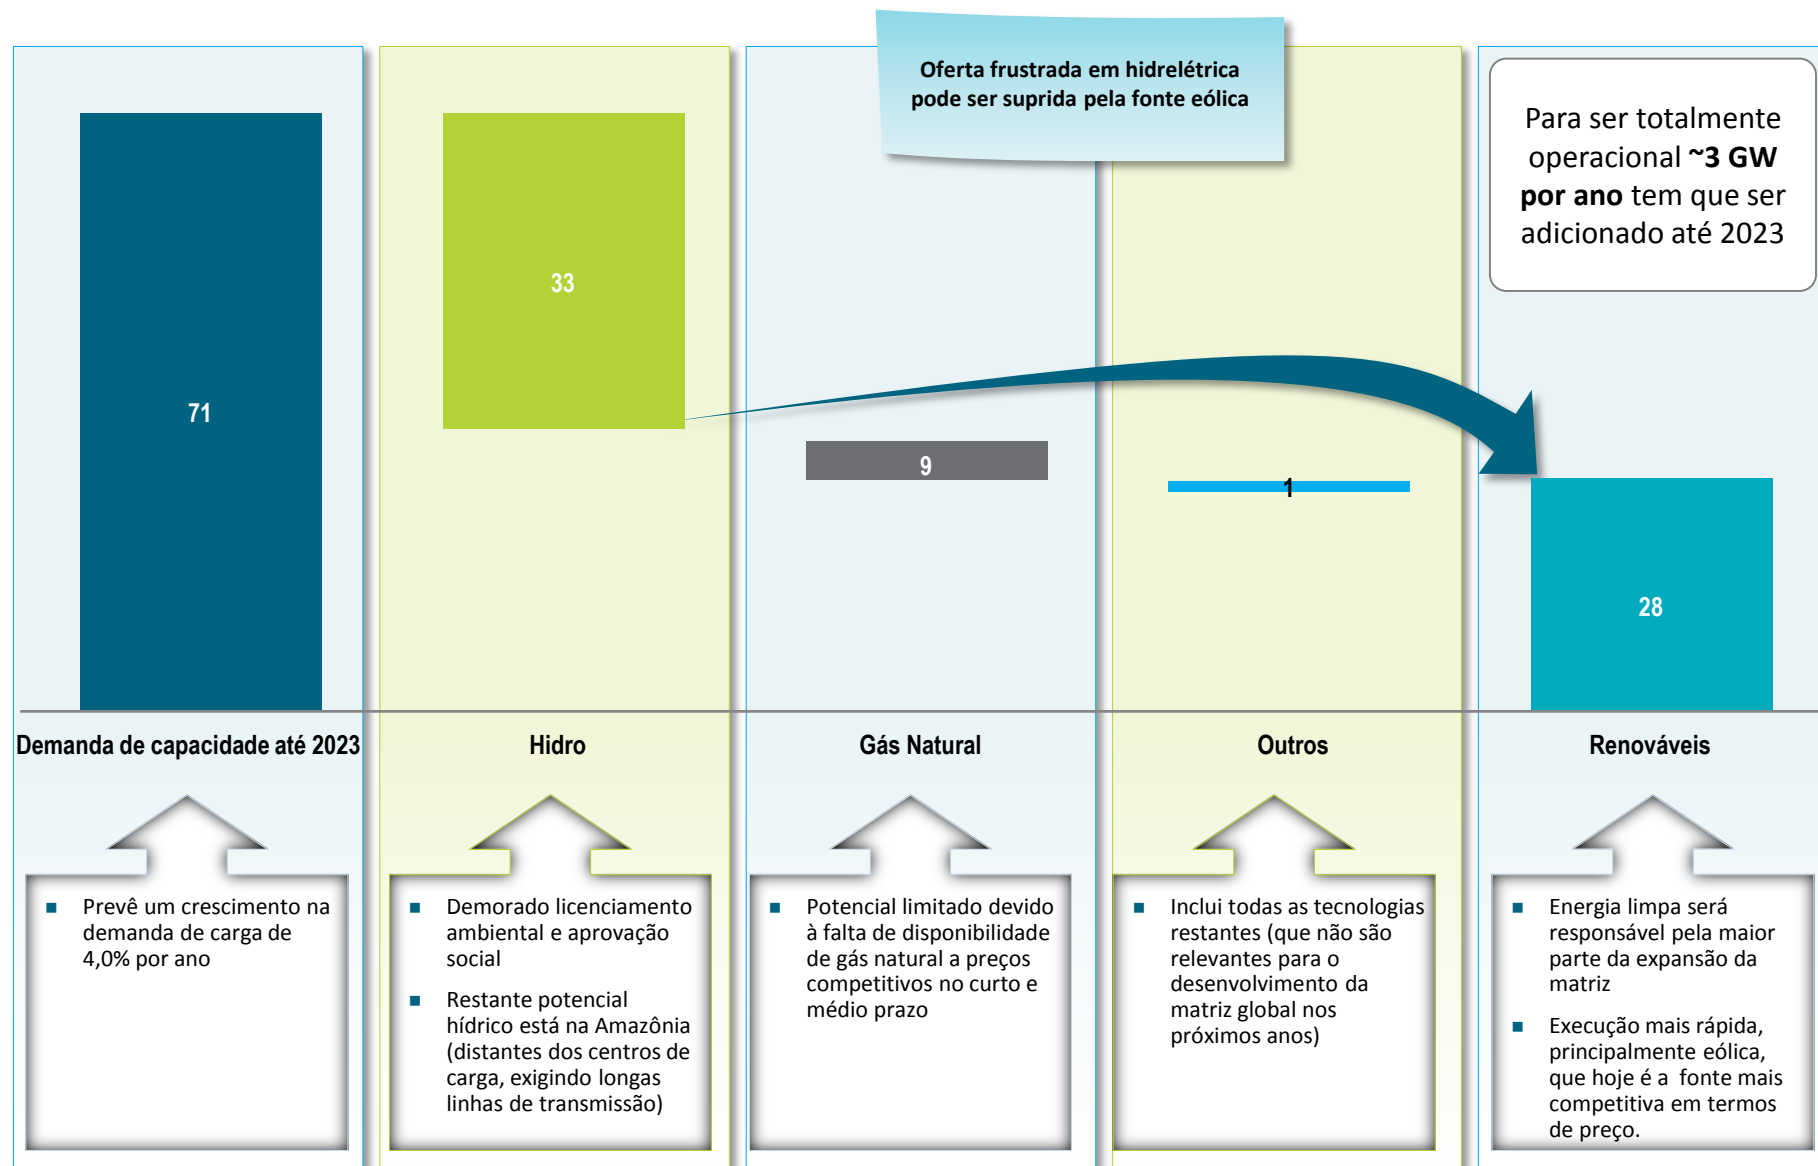 Oferta frustrada em hidrelétrica
pode ser suprida pela fonte eólica
Para ser totalmente
operacional ~3 GW
por ano tem que ser
adicionado até 2023
71
33
9
1
28
Demanda de capacidade até 2023
Hidro
Gás Natural
Outros
Renováveis
Prevê um crescimento na
demanda de carga de
4,0% por ano
Demorado licenciamento
ambiental e aprovação
social
Restante potencial
hídrico está na Amazônia
(distantes dos centros de
carga, exigindo longas
linhas de transmissão)
Potencial limitado devido
à falta de disponibilidade
de gás natural a preços
competitivos no curto e
médio prazo
Inclui todas as tecnologias
restantes (que não são
relevantes para o
desenvolvimento da
matriz global nos
próximos anos)
Energia limpa será
responsável pela maior
parte da expansão da
matriz
Execução mais rápida,
principalmente eólica,
que hoje é a fonte mais
competitiva em termos
de preço.